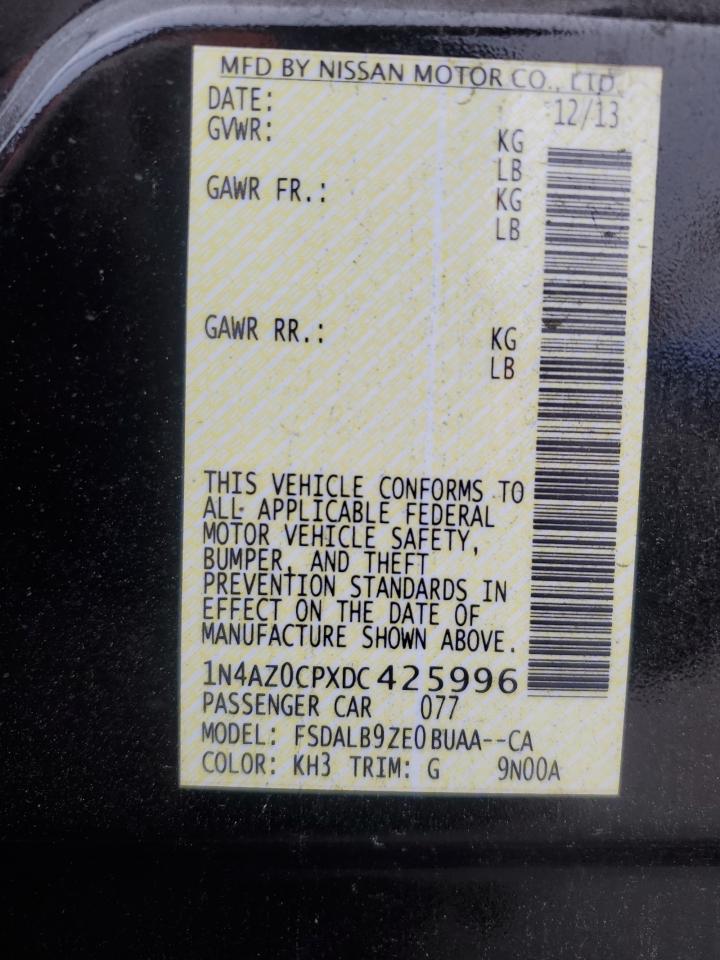 MFD BY NISSAN MOTOR CO., LTD.
DATE: 12/13
GVWR: KG
LB
GAWR FR.: KG
LB
GAWR RR.: KG
LB
THIS VEHICLE CONFORMS TO
ALL APPLICABLE FEDERAL
MOTOR VEHICLE SAFETY,
BUMPER, AND THEFT
PREVENTION STANDARDS IN
EFFECT ON THE DATE OF
MANUFACTURE SHOWN ABOVE.
1N4AZ0CPXDC 425996
PASSENGER CAR 077
MODEL: FSDALB9ZE0BUAA--CA
COLOR: KH3 TRIM: G 9N00A